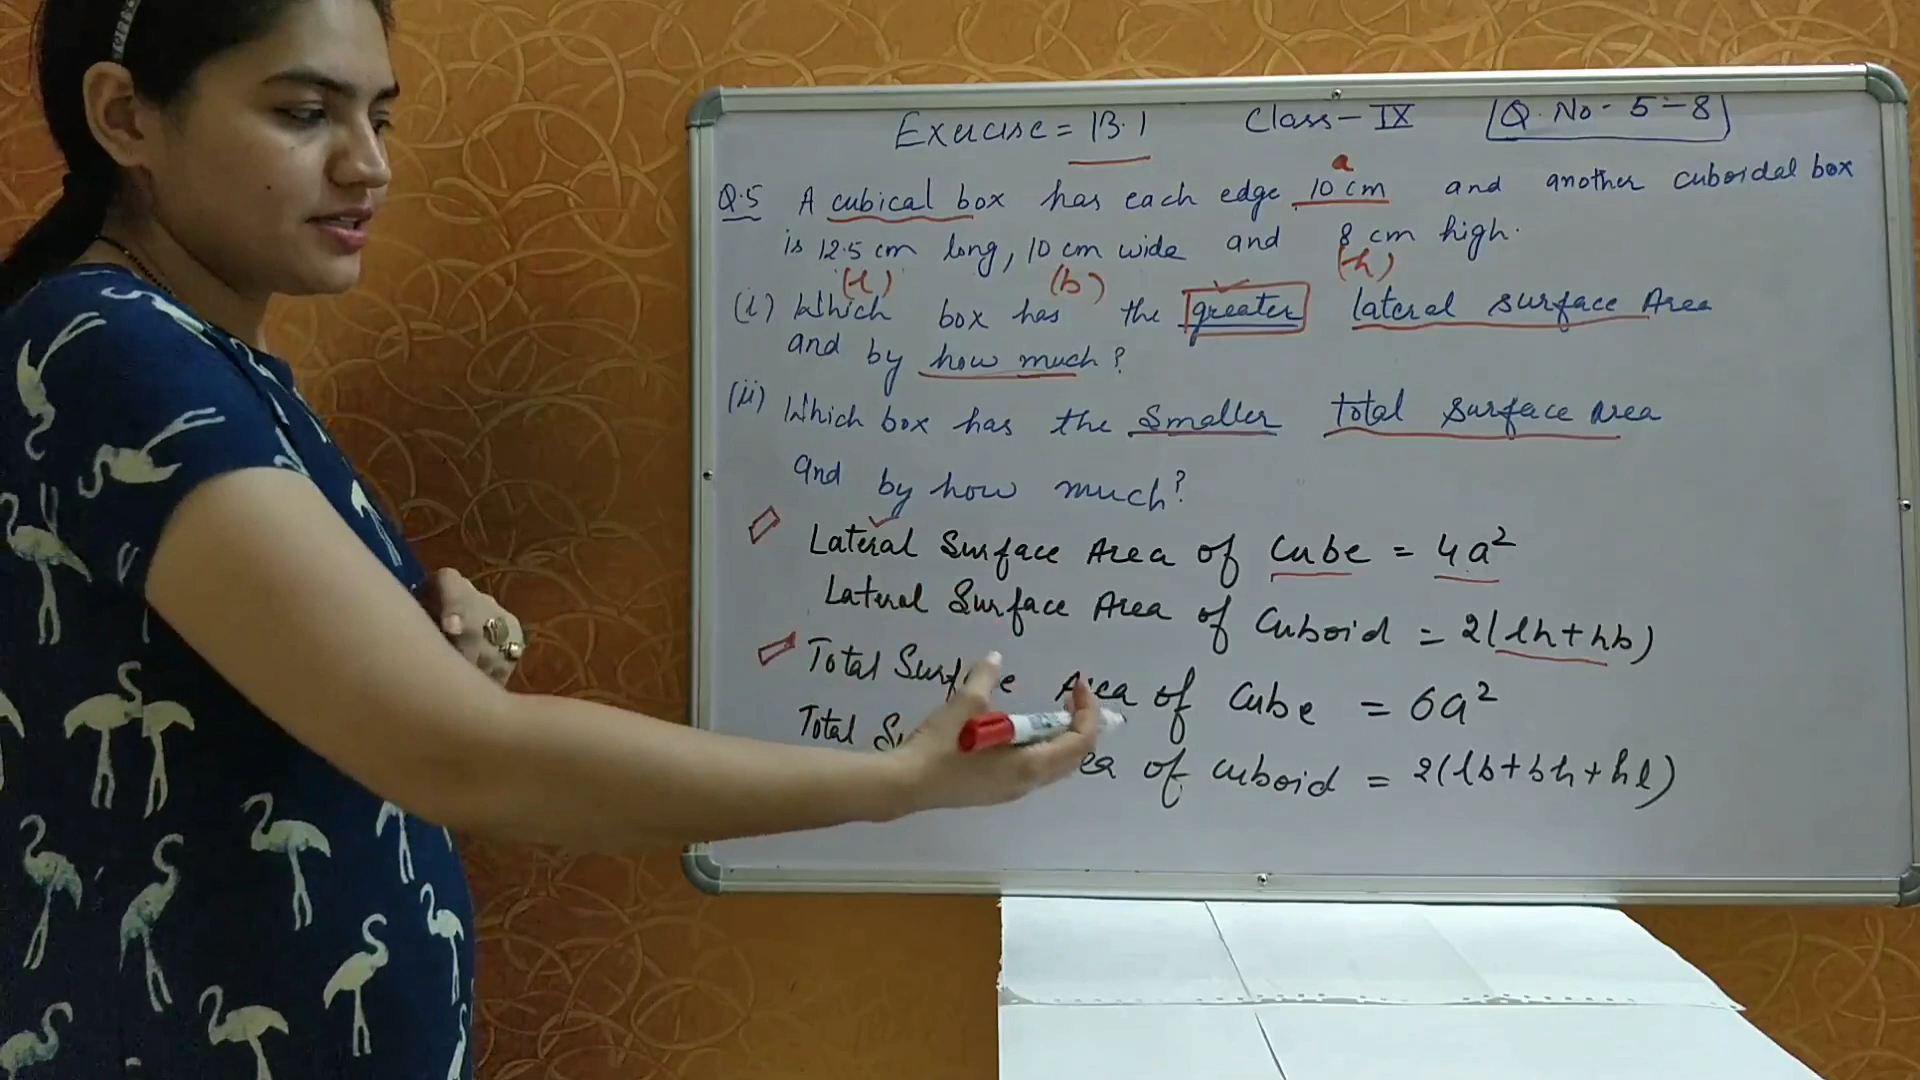 Exercise = 13.1 Class-IX Q. No- 5-8
a
Q.5 A cubical box has each edge 10 cm and another cuboidal box
is 12.5 cm long, 10 cm wide and 8 cm high.
(l) (b) (h)
(i) Which box has the greater lateral surface Area
and by how much?
(ii) Which box has the Smaller total surface area
and by how much?
Lateral Surface Area of Cube = 4a²
Lateral Surface Area of Cuboid = 2(lh+hb)
Total Surface Area of Cube = 6a²
Total of cuboid = 2(lb+bh+hl)